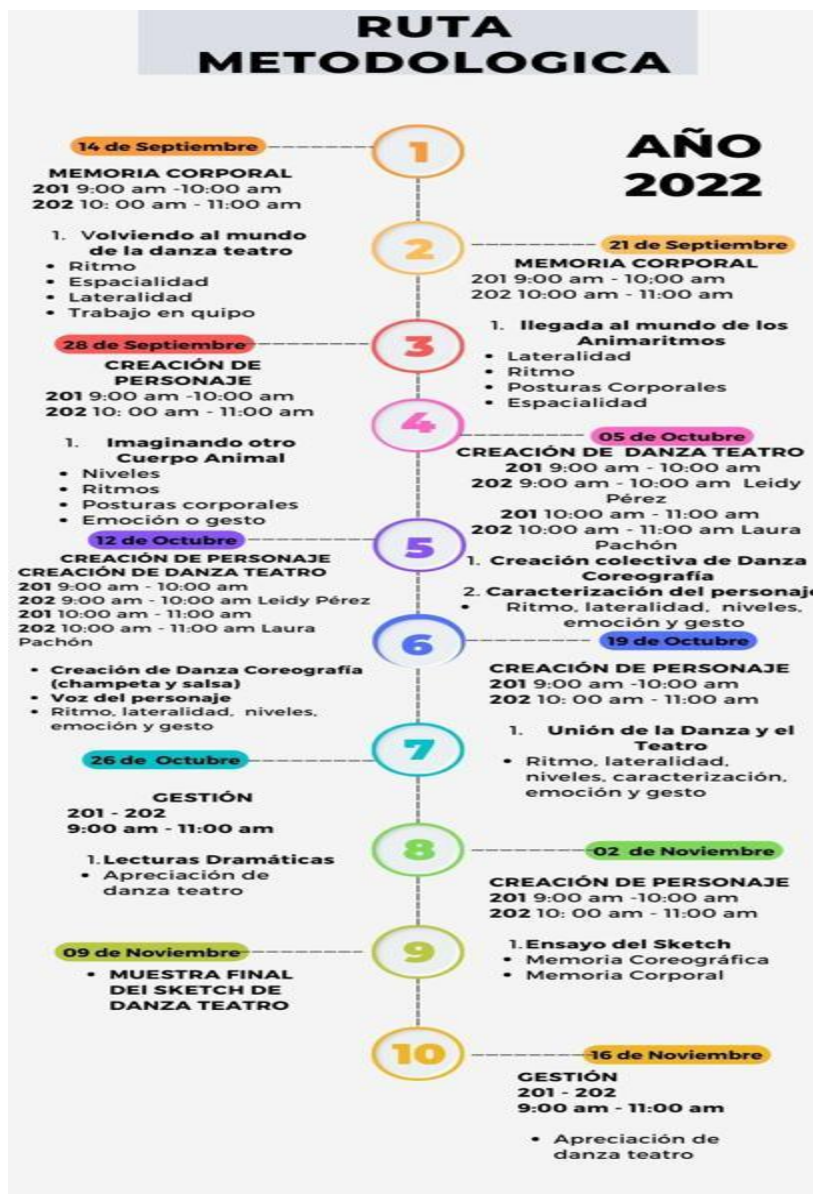 RUTA
METODOLOGICA
AÑO
2022
1
14 de Septiembre
MEMORIA CORPORAL
201 9:00 am -10:00 am
202 10: 00 am - 11:00 am
1. Volviendo al mundo
de la danza teatro
• Ritmo
• Espacialidad
• Lateralidad
• Trabajo en quipo
2
21 de Septiembre
MEMORIA CORPORAL
201 9:00 am - 10;00 am
202 10:00 am - 11:00 am
1. llegada al mundo de los
Animaritmos
• Lateralidad
• Ritmo
• Posturas Corporales
• Espacialidad
3
28 de Septiembre
CREACIÓN DE
PERSONAJE
201 9:00 am -10:00 am
202 10: 00 am - 11:00 am
1. Imaginando otro
Cuerpo Animal
• Niveles
• Ritmos
• Posturas corporales
• Emoción o gesto
4
05 de Octubre
CREACIÓN DE DANZA TEATRO
201 9:00 am - 10:00 am
202 9:00 am - 10:00 am Leidy
Pérez
201 10:00 am - 11:00 am
202 10:00 am - 11:00 am Laura
Pachón
1. Creación colectiva de Danza
Coreografía
2. Caracterización del personaje
• Ritmo, lateralidad, niveles,
emoción y gesto
5
12 de Octubre
CREACIÓN DE PERSONAJE
CREACIÓN DE DANZA TEATRO
201 9:00 am - 10:00 am
202 9:00 am - 10:00 am Leidy Pérez
201 10:00 am - 11:00 am
202 10:00 am - 11:00 am Laura
Pachón
• Creación de Danza Coreografía
(champeta y salsa)
• Voz del personaje
• Ritmo, lateralidad, niveles,
emoción y gesto
6
19 de Octubre
CREACIÓN DE PERSONAJE
201 9:00 am -10:00 am
202 10: 00 am - 11:00 am
1. Unión de la Danza y el
Teatro
• Ritmo, lateralidad,
niveles, caracterización,
emoción y gesto
7
26 de Octubre
GESTIÓN
201 - 202
9:00 am - 11:00 am
1. Lecturas Dramáticas
• Apreciación de
danza teatro
8
02 de Noviembre
CREACIÓN DE PERSONAJE
201 9:00 am -10:00 am
202 10: 00 am - 11:00 am
1. Ensayo del Sketch
• Memoria Coreográfica
• Memoria Corporal
9
09 de Noviembre
• MUESTRA FINAL
DEl SKETCH DE
DANZA TEATRO
10
16 de Noviembre
GESTIÓN
201 - 202
9:00 am - 11:00 am
• Apreciación de
danza teatro